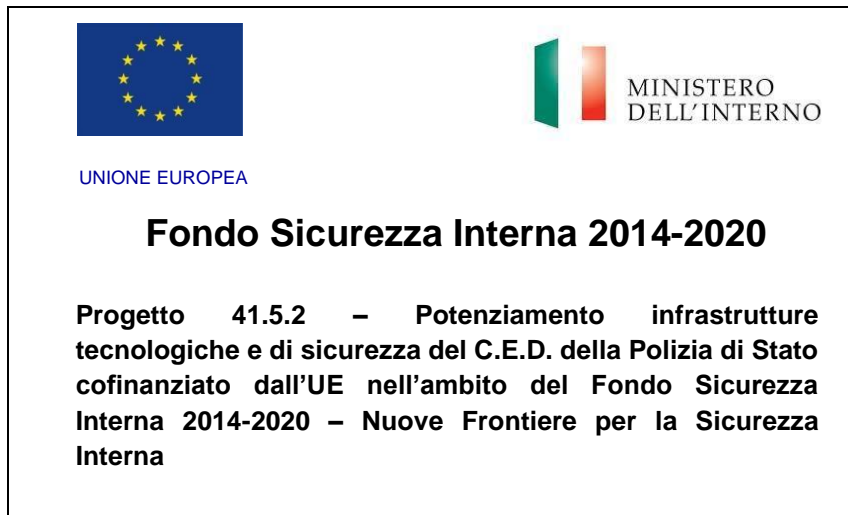 MINISTERO
DELL'INTERNO
UNIONE EUROPEA
Fondo Sicurezza Interna 2014-2020
Progetto 41.5.2 – Potenziamento infrastrutture
tecnologiche e di sicurezza del C.E.D. della Polizia di Stato
cofinanziato dall'UE nell'ambito del Fondo Sicurezza
Interna 2014-2020 – Nuove Frontiere per la Sicurezza
Interna